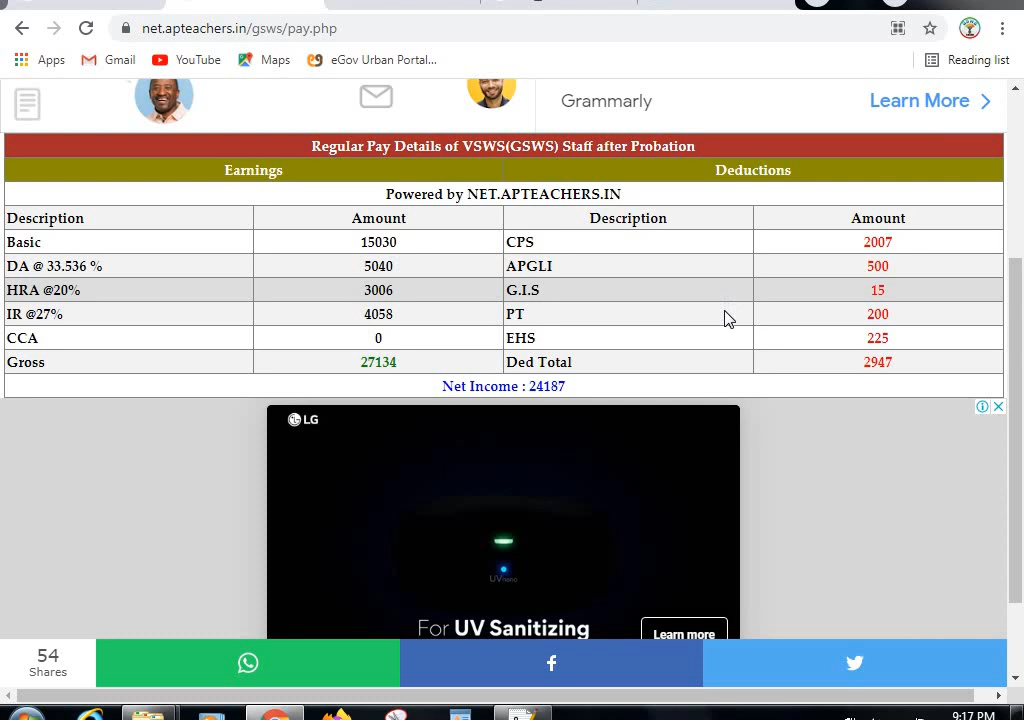 net.apteachers.in/gsws/pay.php
Apps Gmail YouTube Maps eGov Urban Portal... Reading list
Grammarly Learn More
Regular Pay Details of VSWS(GSWS) Staff after Probation
Earnings Deductions
Powered by NET.APTEACHERS.IN
Description Amount Description Amount
Basic 15030 CPS 2007
DA @ 33.536 % 5040 APGLI 500
HRA @20% 3006 G.I.S 15
IR @27% 4058 PT 200
CCA 0 EHS 225
Gross 27134 Ded Total 2947
Net Income : 24187
LG
UVnano
For UV Sanitizing
Learn more
54
Shares
9:17 PM